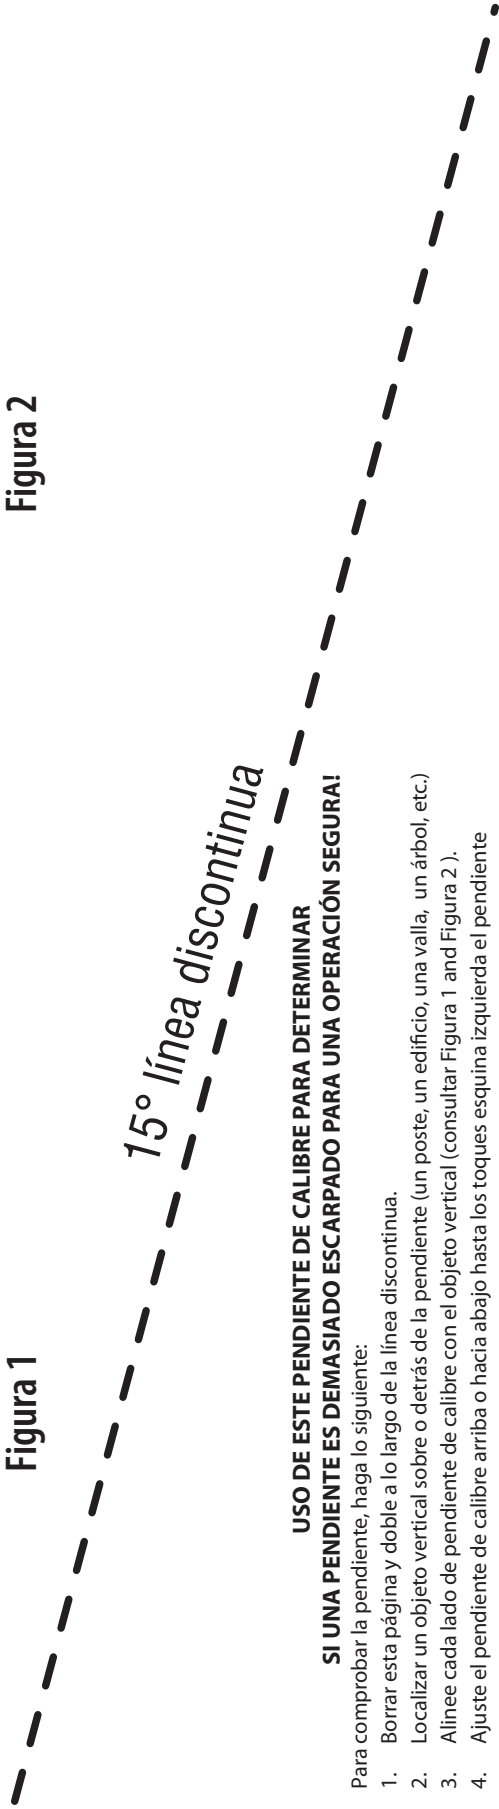 Figura 1
Figura 2
15° línea discontinua
USO DE ESTE PENDIENTE DE CALIBRE PARA DETERMINAR
SI UNA PENDIENTE ES DEMASIADO ESCARPADO PARA UNA OPERACIÓN SEGURA!
Para comprobar la pendiente, haga lo siguiente:
1. Borrar esta página y doble a lo largo de la línea discontinua.
2. Localizar un objeto vertical sobre o detrás de la pendiente (un poste, un edificio, una valla, un árbol, etc.)
3. Alinee cada lado de pendiente de calibre con el objeto vertical (consultar Figura 1 and Figura 2 ).
4. Ajuste el pendiente de calibre arriba o hacia abajo hasta los toques esquina izquierda el pendiente